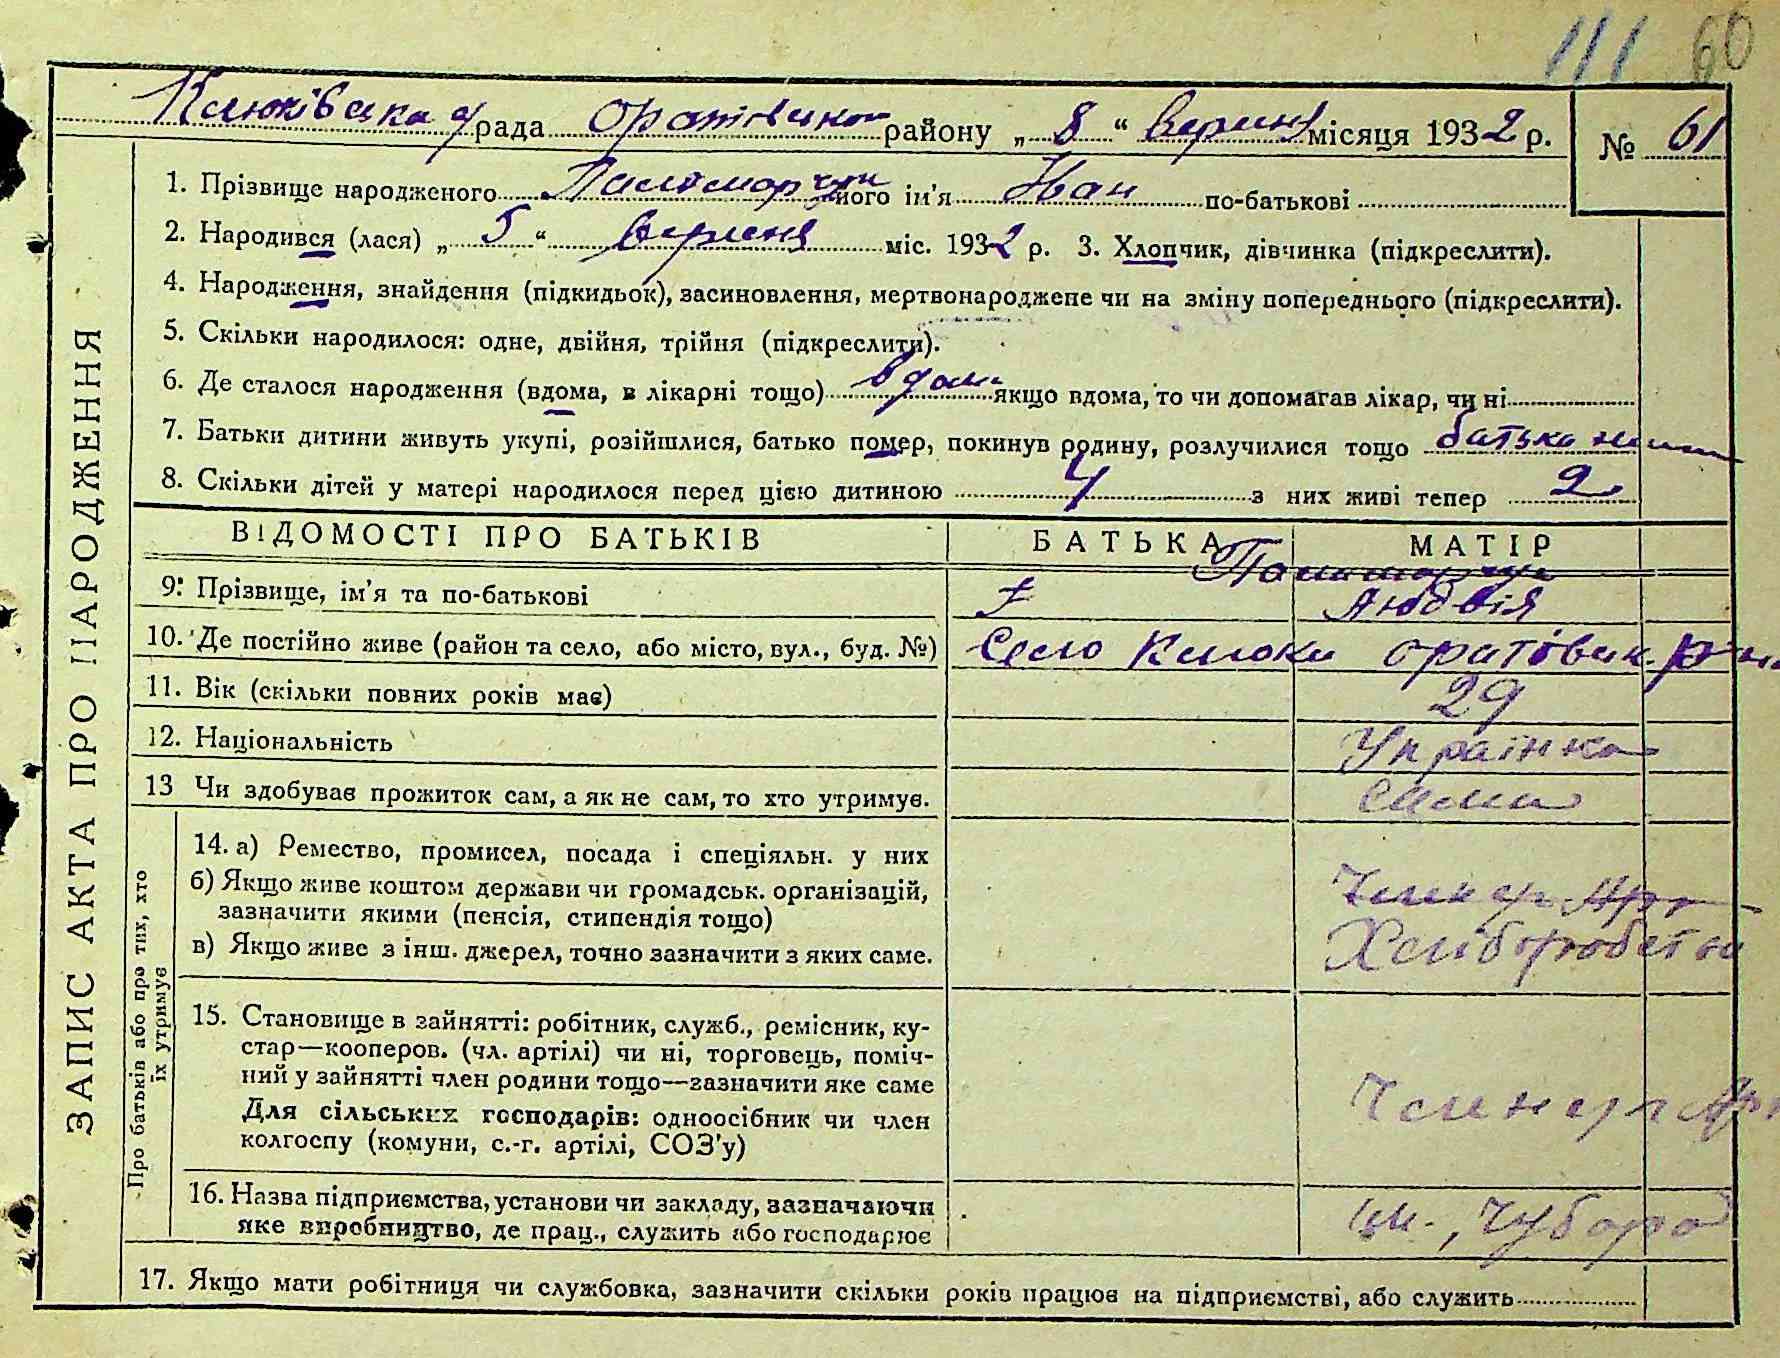 111 60
рада Оратівськ району „ 8 “ Верісня місяця 1932 р. № 61
1. Прізвище народженого Паламарчук його ім'я Иван по-батькові
2. Народився (лася) „ 5 “ вересня міс. 1932 р. 3. Хлопчик, дівчинка (підкреслити).
4. Народження, знайдення (підкидьок), засиновлення, мертвонароджене чи на зміну попереднього (підкреслити).
5. Скільки народилося: одне, двійня, трійня (підкреслити).
6. Де сталося народження (вдома, в лікарні тощо) вдома якщо вдома, то чи допомагав лікар, чи ні
7. Батьки дитини живуть укупі, розійшлися, батько помер, покинув родину, розлучилися тощо батька
8. Скільки дітей у матері народилося перед цією дитиною 4 з них живі тепер 2
ВІДОМОСТІ ПРО БАТЬКІВ БАТЬКА МАТІР
9. Прізвище, ім'я та по-батькові Паламарчук
10. Де постійно живе (район та село, або місто, вул., буд. №) Село Клюки оратівськ. р-на
11. Вік (скільки повних років має) 29
12. Національність Українка
13 Чи здобуває прожиток сам, а як не сам, то хто утримує. Сама
14. а) Ремество, промисел, посада і спеціяльн. у них
б) Якщо живе коштом держави чи громадськ. організацій,
зазначити якими (пенсія, стипендія тощо)
в) Якщо живе з інш. джерел, точно зазначити з яких саме.
15. Становище в зайнятті: робітник, служб., ремісник, ку-
стар—кооперов. (чл. артілі) чи ні, торговець, поміч-
ний у зайнятті член родини тощо—зазначити яке саме
Для сільських господарів: одноосібник чи член
колгоспу (комуни, с.-г. артілі, СОЗ'у)
16. Назва підприємства, установи чи закладу, зазначаючи
яке виробництво, де прац., служить або господарює Чубаря
17. Якщо мати робітниця чи службовка, зазначити скільки років працює на підприємстві, або служить
ЗАПИС АКТА ПРО НАРОДЖЕННЯ
Про батьків або про тих, хто
їх утримує